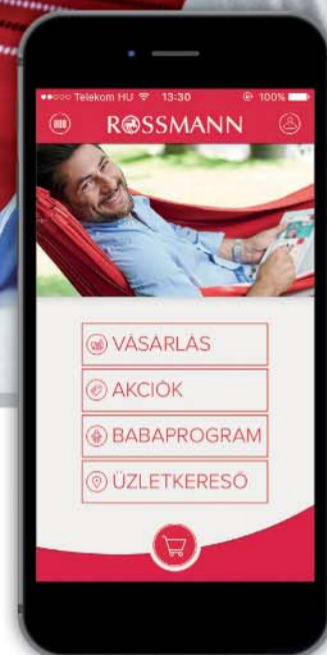 Telekom HU 13:30 100%
ROSSMANN
VÁSÁRLÁS
AKCIÓK
BABAPROGRAM
ÜZLETKERESŐ